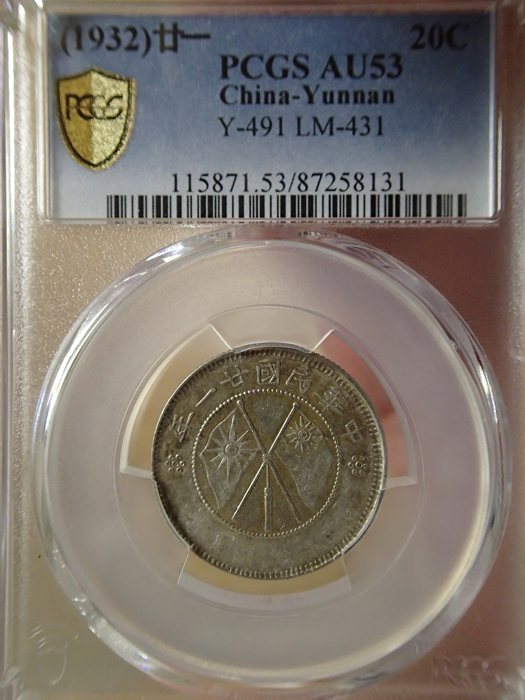 (1932)廿一 20C
PCGS AU53
China-Yunnan
PCGS
Y-491 LM-431
115871.53/87258131
年一廿國民華中
PCGS